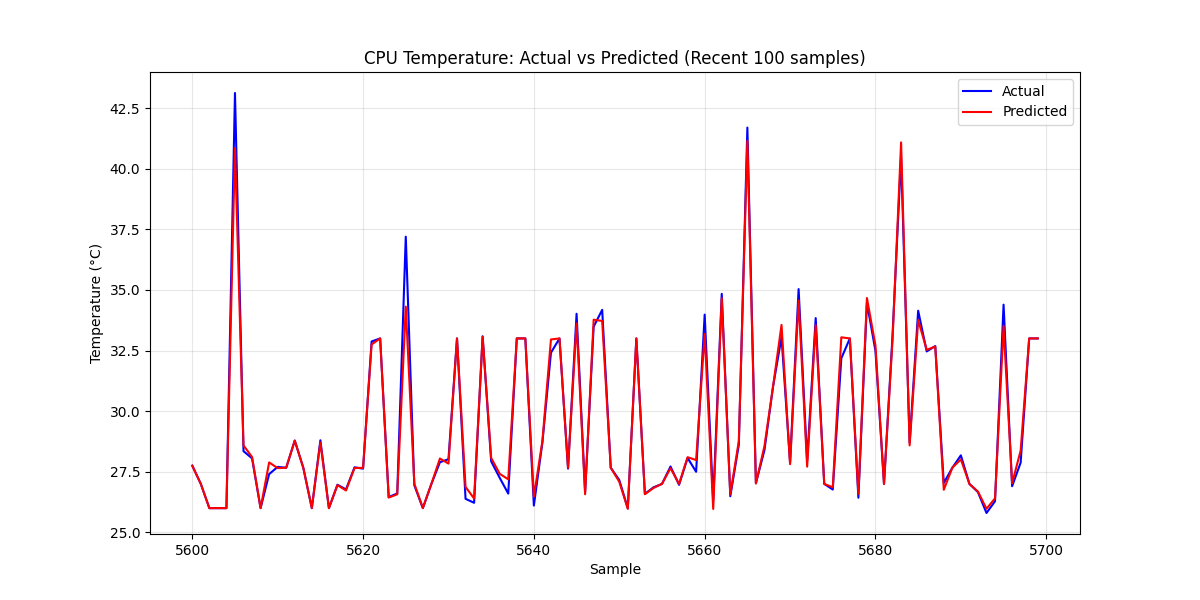 CPU Temperature: Actual vs Predicted (Recent 100 samples)
Actual
Predicted
42.5
40.0
37.5
35.0
32.5
30.0
27.5
25.0
Temperature (°C)
5600 5620 5640 5660 5680 5700
Sample